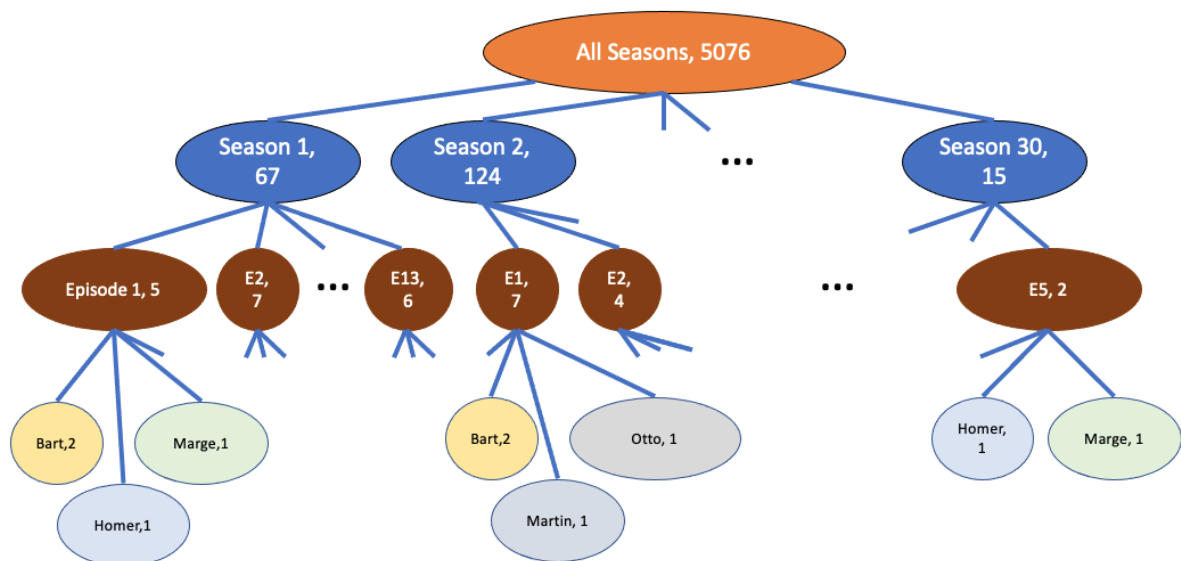 All Seasons, 5076
Season 1,
67
Season 2,
124
...
Season 30,
15
Episode 1, 5
E2,
7
...
E13,
6
E1,
7
E2,
4
...
E5, 2
Bart,2
Marge,1
Bart,2
Otto, 1
Homer,
1
Marge, 1
Homer,1
Martin, 1